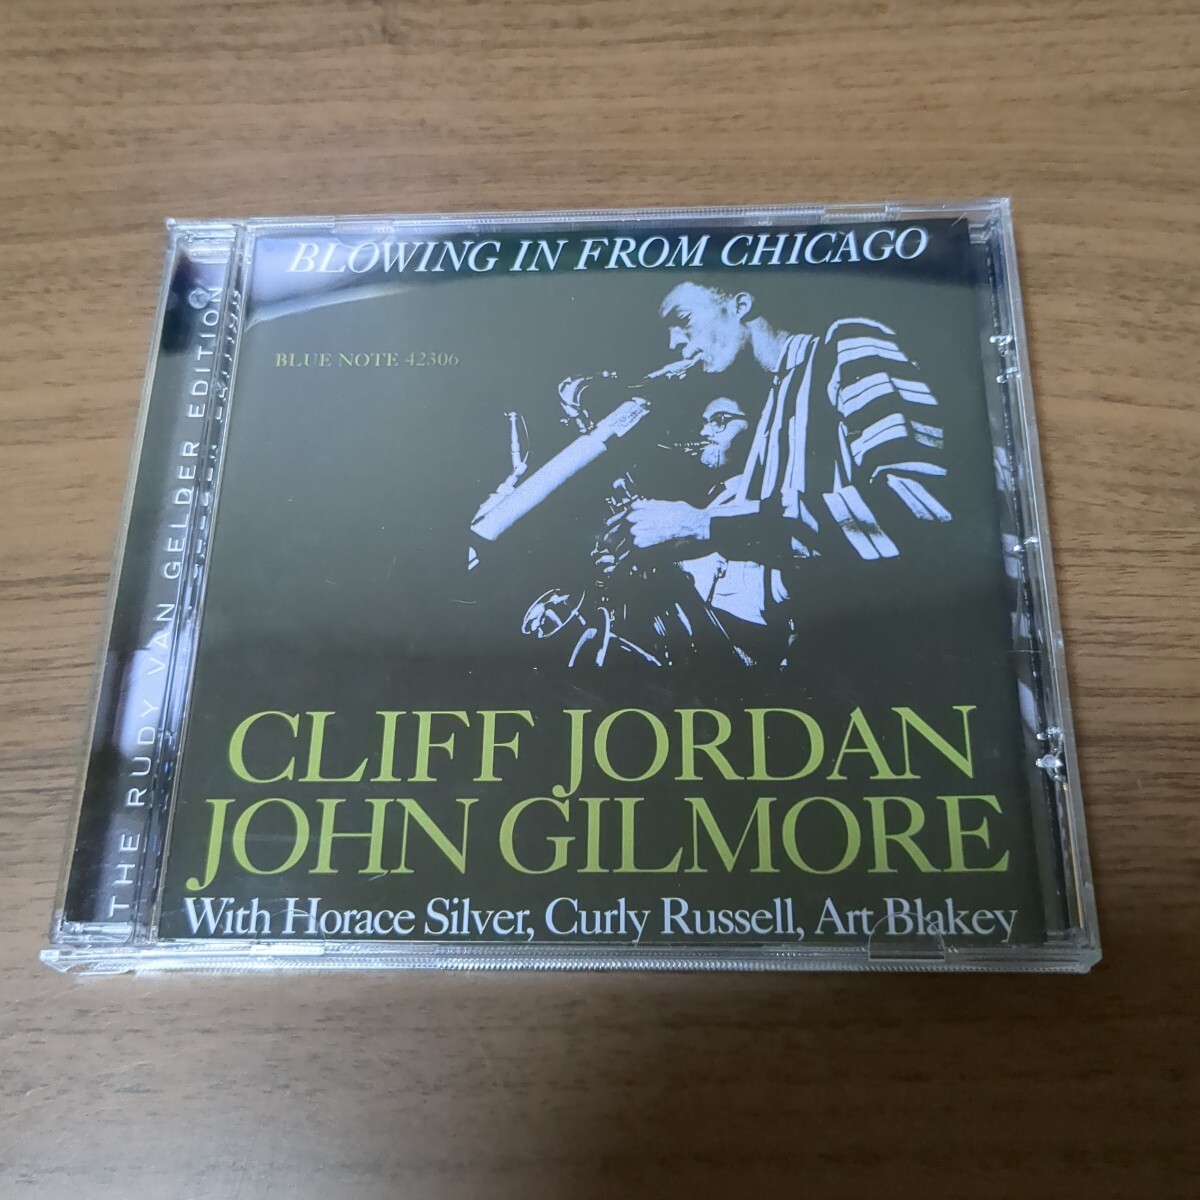 BLOWING IN FROM CHICAGO
BLUE NOTE 42306
CLIFF JORDAN
JOHN GILMORE
With Horace Silver, Curly Russell, Art Blakey
THE RUDY VAN GELDER EDITION